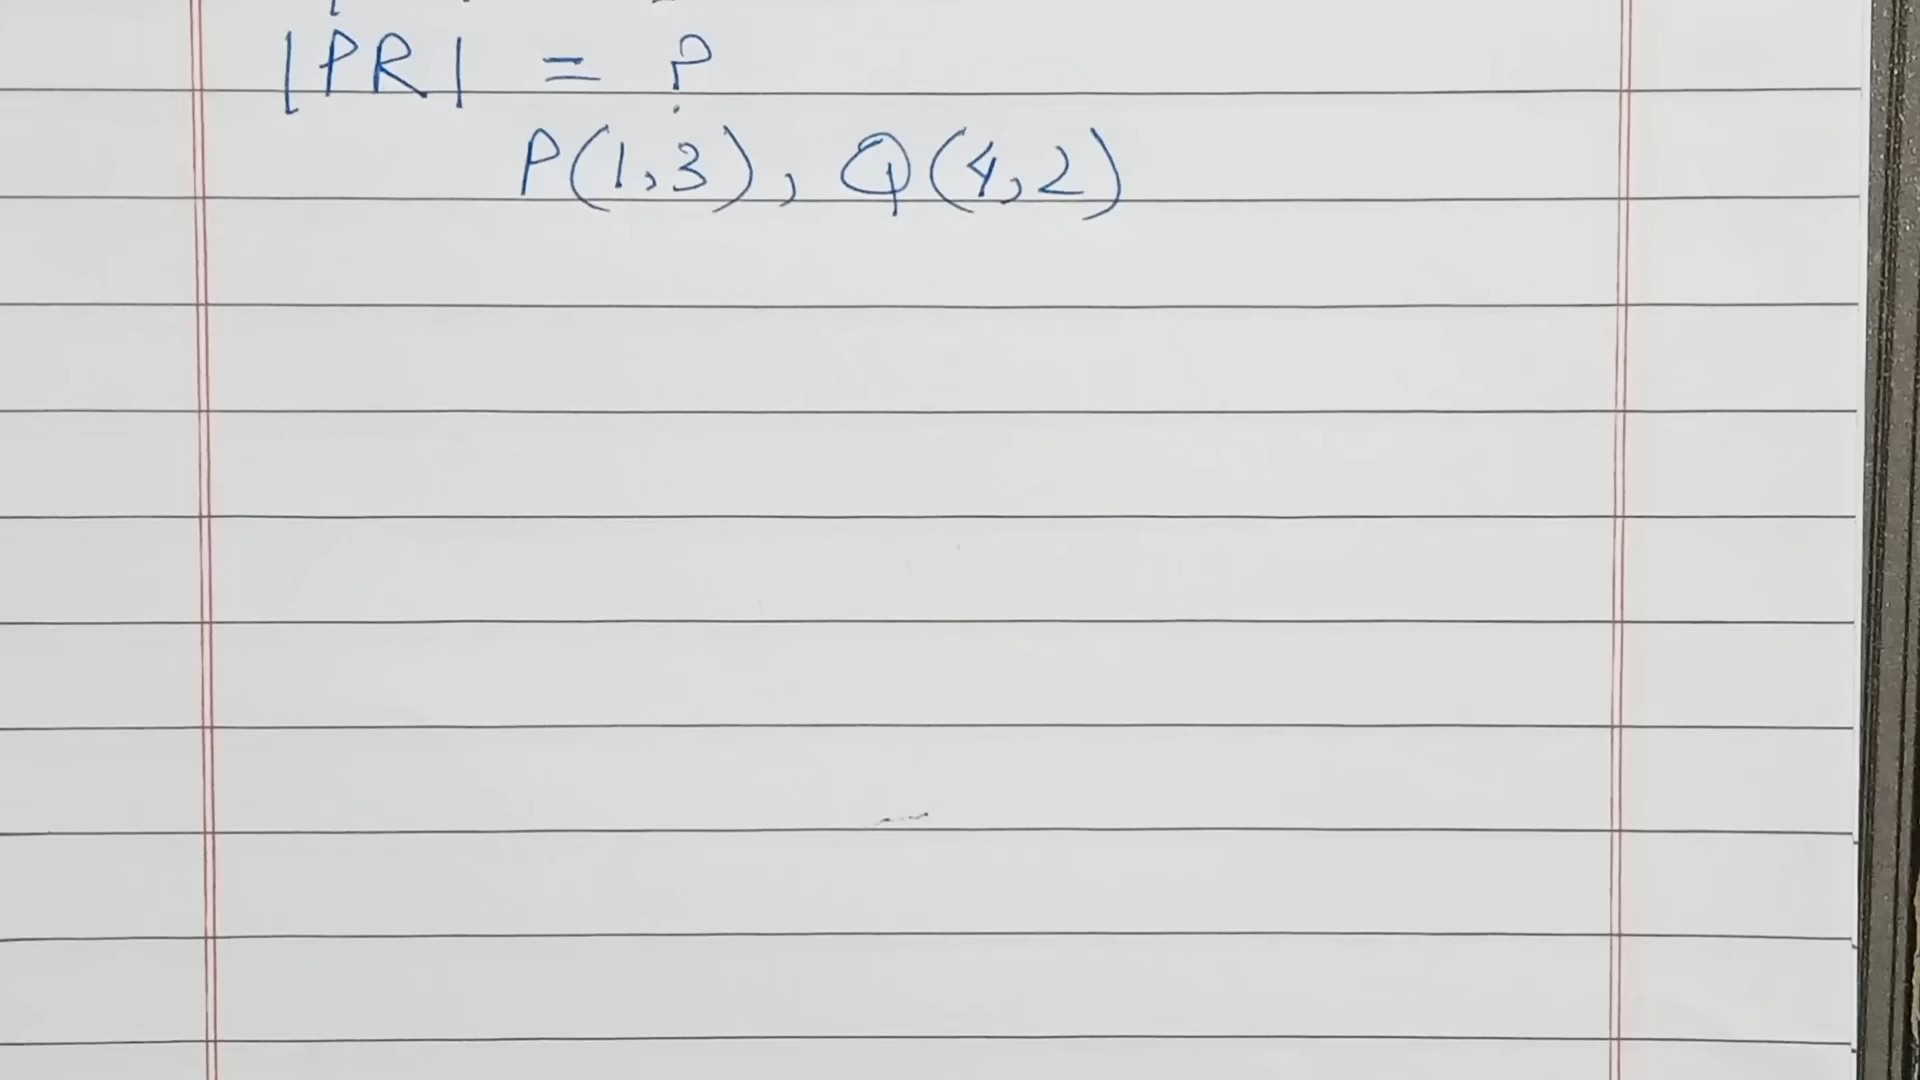 |PR| = ?
P(1,3), Q(4,2)